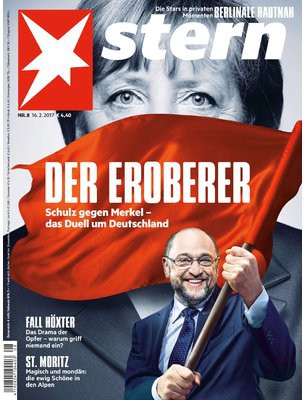 Die Stars in privaten
Momenten BERLINALE HAUTNAH
stern
NR. 8 16.2.2017 € 4,40
DER EROBERER
Schulz gegen Merkel –
das Duell um Deutschland
FALL HÖXTER
Das Drama der
Opfer – warum griff
niemand ein?
ST. MORITZ
Magisch und mondän:
die ewig Schöne in
den Alpen